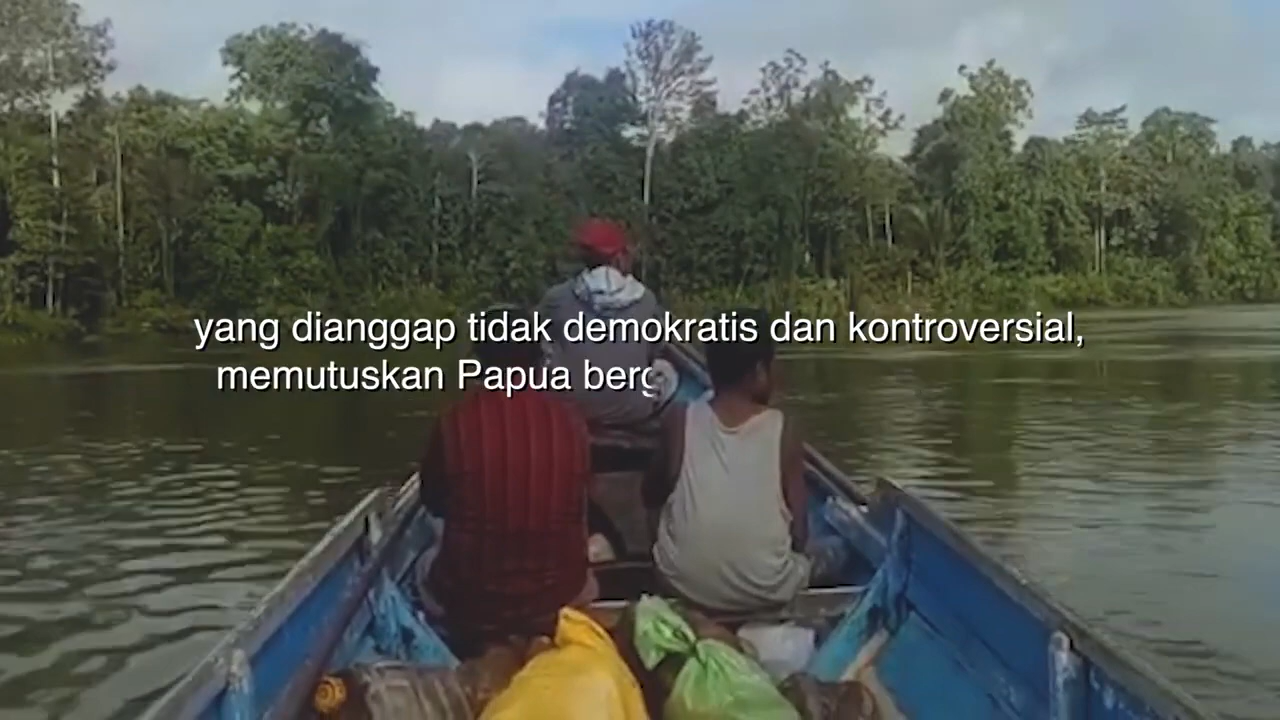 yang dianggap tidak demokratis dan kontroversial,
memutuskan Papua